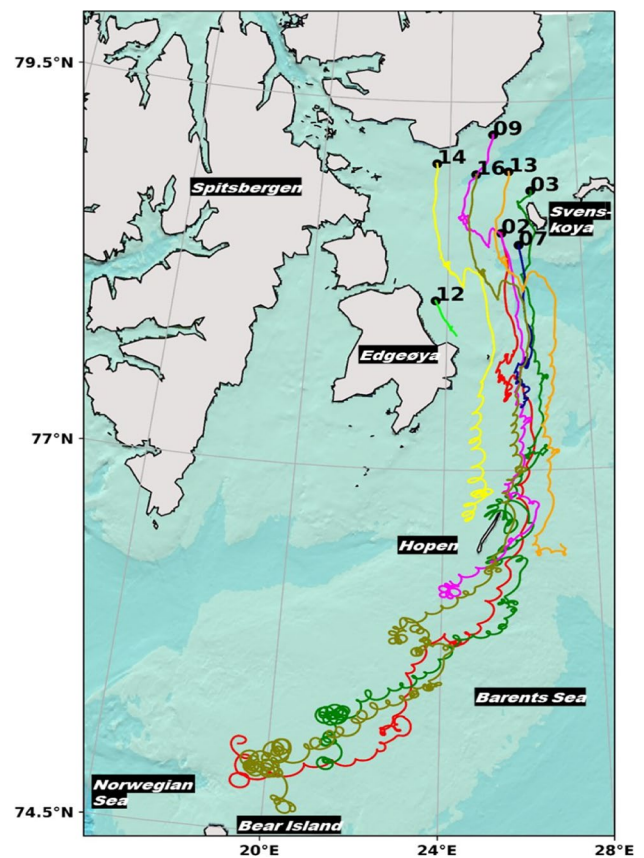 79.5°N
09
14
16
13
03
Spitsbergen
Svens-
koya
02
07
12
Edgeøya
77°N
Hopen
Barents Sea
Norwegian
Sea
74.5°N
Bear Island
20°E
24°E
28°E